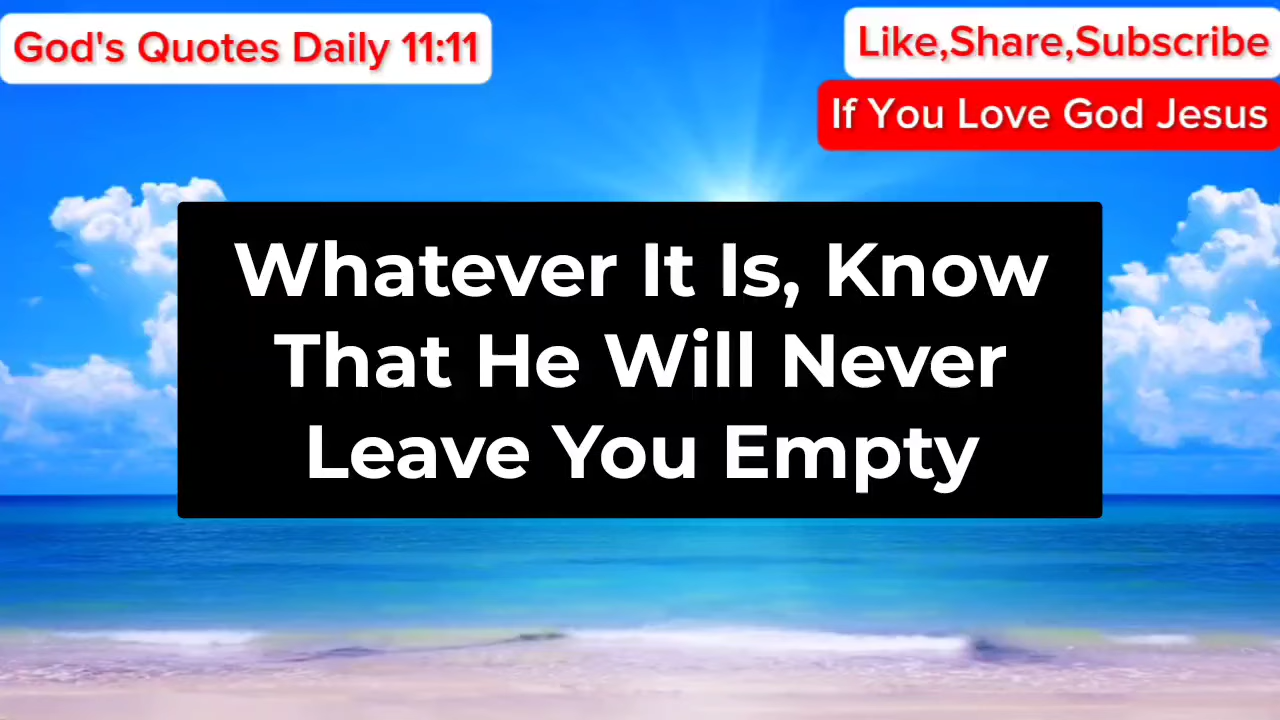 God's Quotes Daily 11:11
Like,Share,Subscribe
If You Love God Jesus
Whatever It Is, Know
That He Will Never
Leave You Empty